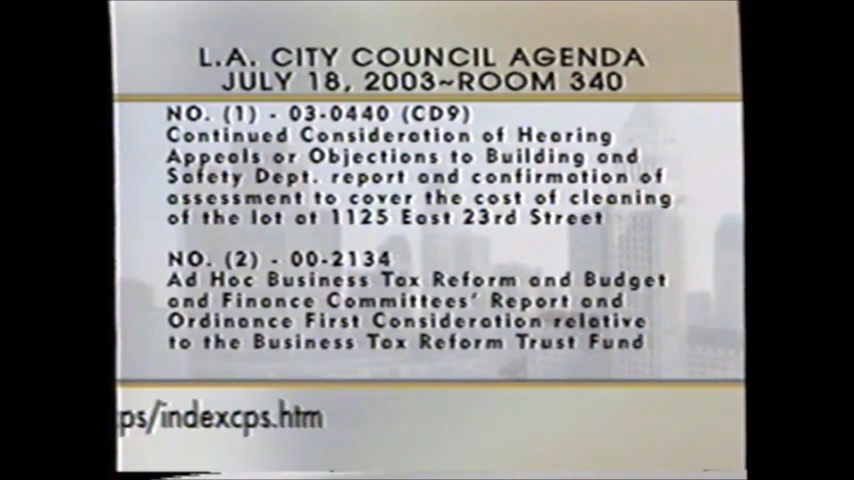 L.A. CITY COUNCIL AGENDA
JULY 18, 2003~ROOM 340
NO. (1) - 03-0440 (CD9)
Continued Consideration of Hearing
Appeals or Objections to Building and
Safety Dept. report and confirmation of
assessment to cover the cost of cleaning
of the lot at 1125 East 23rd Street
NO. (2) - 00-2134
Ad Hoc Business Tax Reform and Budget
and Finance Committees' Report and
Ordinance First Consideration relative
to the Business Tax Reform Trust Fund
ps/indexcps.htm